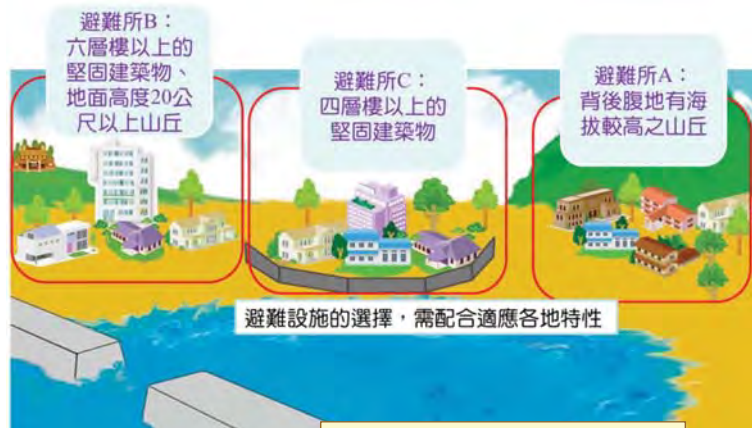 避難所B：
六層樓以上的
堅固建築物、
地面高度20公
尺以上山丘
避難所C：
四層樓以上的
堅固建築物
避難所A：
背後腹地有海
拔較高之山丘
避難設施的選擇，需配合適應各地特性